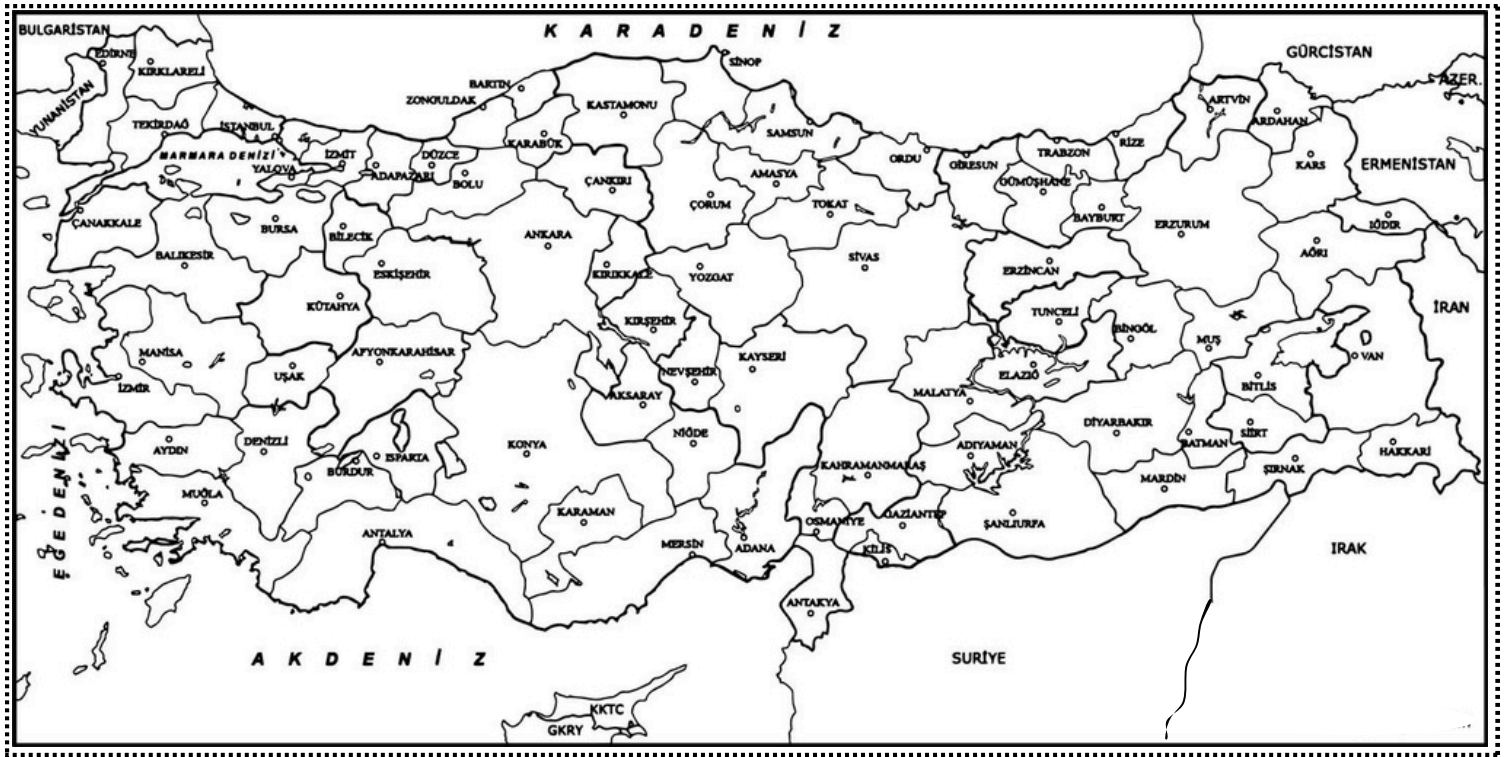 KARADENİZ
BULGARİSTAN
GÜRCİSTAN
EDİRNE
KIRKLARELİ
SİNOP
AZER.
BARTIN
ZONGULDAK
KASTAMONU
ARTVİN
ARDAHAN
YUNANİSTAN
TEKİRDAĞ
İSTANBUL
KARABÜK
SAMSUN
ORDU
GİRESUN
TRABZON
RİZE
KARS
ERMENİSTAN
MARMARA DENİZİ
İZMİT
YALOVA
ADAPAZARI
DÜZCE
BOLU
ÇANKIRI
AMASYA
GÜMÜŞHANE
ÇANAKKALE
BURSA
BİLECİK
ÇORUM
TOKAT
BAYBURT
ERZURUM
IĞDIR
BALIKESİR
ESKİŞEHİR
ANKARA
KIRIKKALE
YOZGAT
SİVAS
ERZİNCAN
AĞRI
KÜTAHYA
KIRŞEHİR
TUNCELİ
BİNGÖL
MUŞ
İRAN
MANİSA
UŞAK
AFYONKARAHİSAR
NEVŞEHİR
KAYSERİ
ELAZIĞ
VAN
İZMİR
AKSARAY
MALATYA
BİTLİS
AYDIN
DENİZLİ
KONYA
NİĞDE
ADIYAMAN
DİYARBAKIR
BATMAN
SİİRT
HAKKARİ
EGE DENİZİ
MUĞLA
BURDUR
ISPARTA
KAHRAMANMARAŞ
MARDİN
ŞIRNAK
KARAMAN
ANTALYA
MERSİN
ADANA
OSMANİYE
GAZİANTEP
ŞANLIURFA
KİLİS
IRAK
ANTAKYA
AKDENİZ
SURİYE
KKTC
GKRY